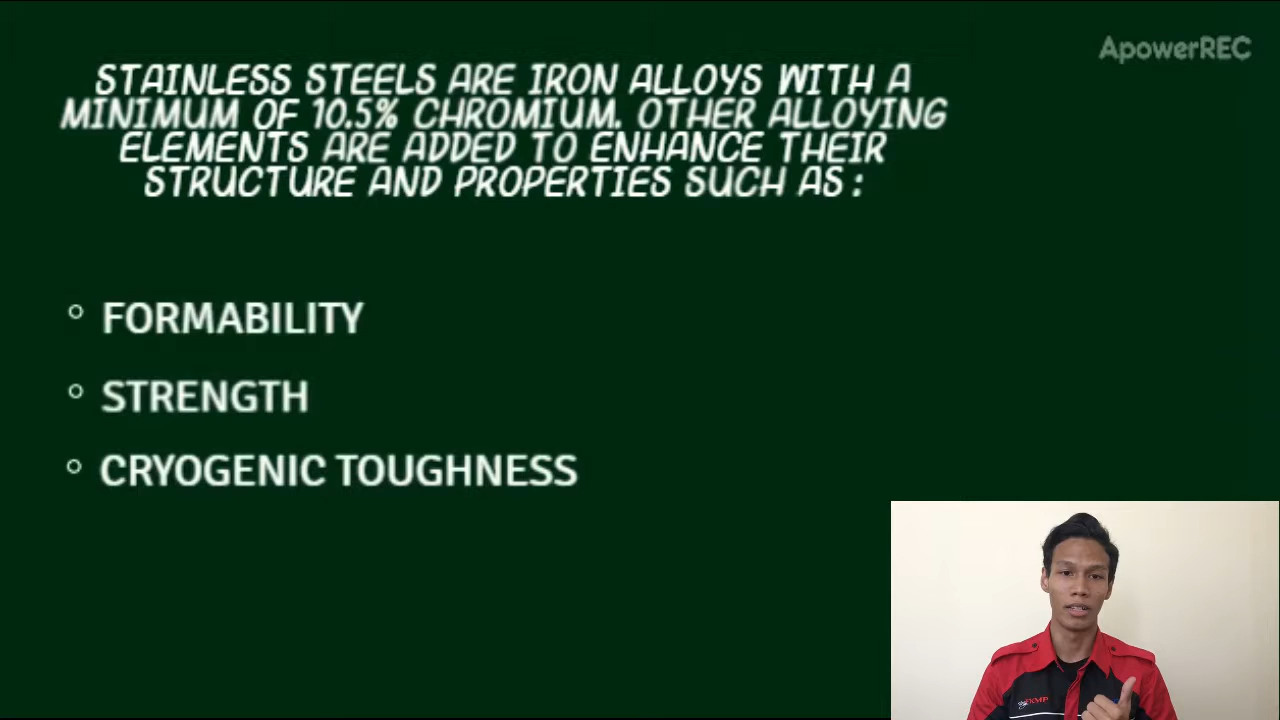 ApowerREC
STAINLESS STEELS ARE IRON ALLOYS WITH A
MINIMUM OF 10.5% CHROMIUM. OTHER ALLOYING
ELEMENTS ARE ADDED TO ENHANCE THEIR
STRUCTURE AND PROPERTIES SUCH AS :
° FORMABILITY
° STRENGTH
° CRYOGENIC TOUGHNESS